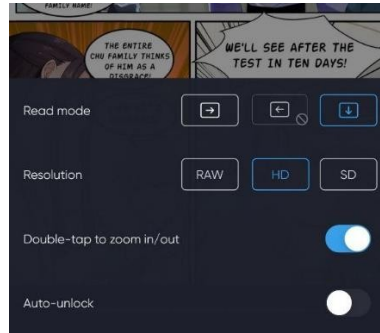 FAMILY NAME!
THE ENTIRE
CHU FAMILY THINKS
OF HIM AS A
DISGRACE!
WE'LL SEE AFTER THE
TEST IN TEN DAYS!
Read mode
Resolution
RAW
HD
SD
Double-tap to zoom in/out
Auto-unlock